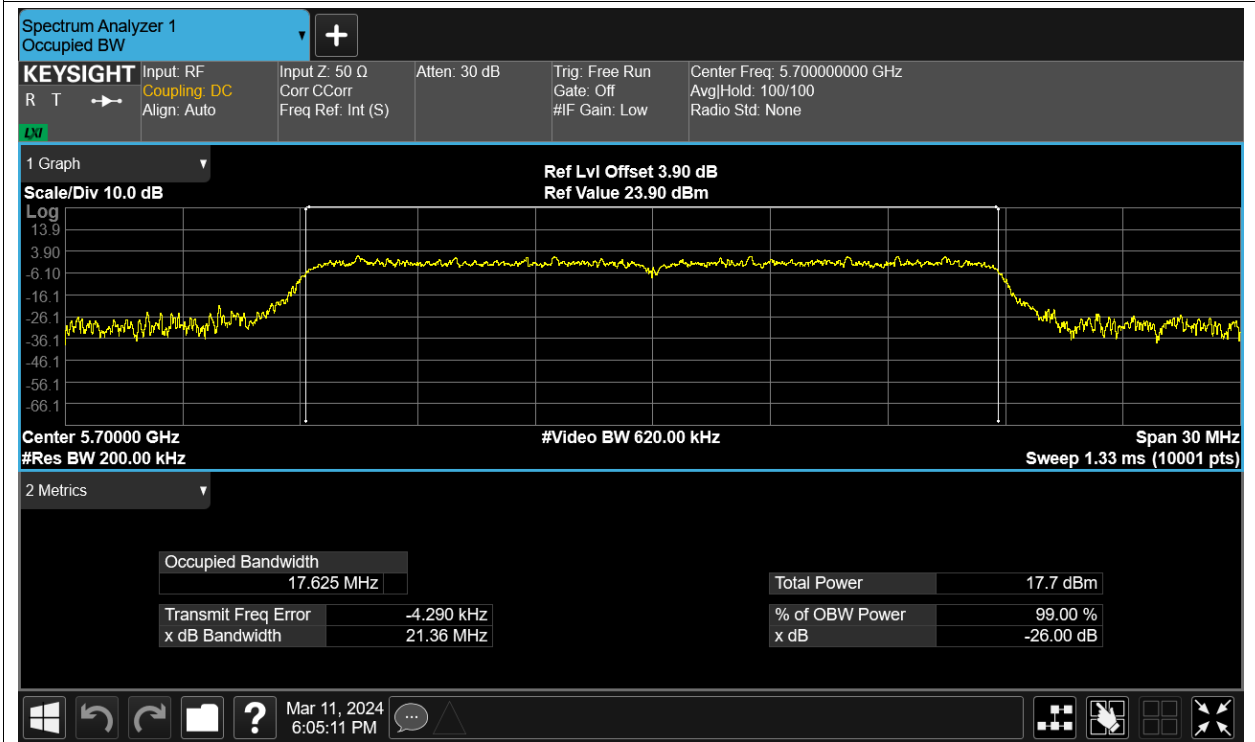 Spectrum Analyzer 1
Occupied BW
KEYSIGHT
R T
LXI
Input: RF
Coupling: DC
Align: Auto
Input Z: 50 Ω
Corr CCorr
Freq Ref: Int (S)
Atten: 30 dB
Trig: Free Run
Gate: Off
#IF Gain: Low
Center Freq: 5.700000000 GHz
Avg|Hold: 100/100
Radio Std: None
1 Graph
Scale/Div 10.0 dB
Ref Lvl Offset 3.90 dB
Ref Value 23.90 dBm
Log
13.9
3.90
-6.10
-16.1
-26.1
-36.1
-46.1
-56.1
-66.1
Center 5.70000 GHz
#Res BW 200.00 kHz
#Video BW 620.00 kHz
Span 30 MHz
Sweep 1.33 ms (10001 pts)
2 Metrics
Occupied Bandwidth
17.625 MHz
Transmit Freq Error -4.290 kHz
x dB Bandwidth 21.36 MHz
Total Power 17.7 dBm
% of OBW Power 99.00 %
x dB -26.00 dB
Mar 11, 2024
6:05:11 PM